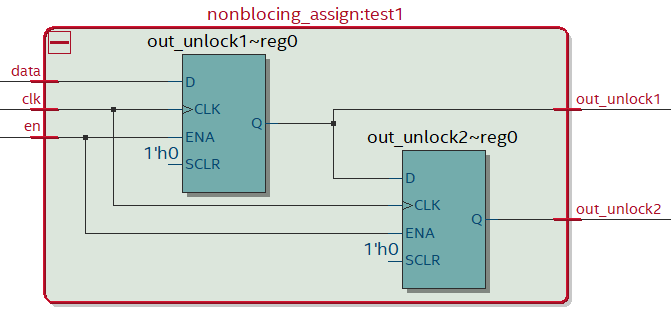 nonblocing_assign:test1
out_unlock1~reg0
data
D
clk
CLK
out_unlock1
en
ENA
Q
1'h0
SCLR
out_unlock2~reg0
D
CLK
Q
out_unlock2
ENA
1'h0
SCLR